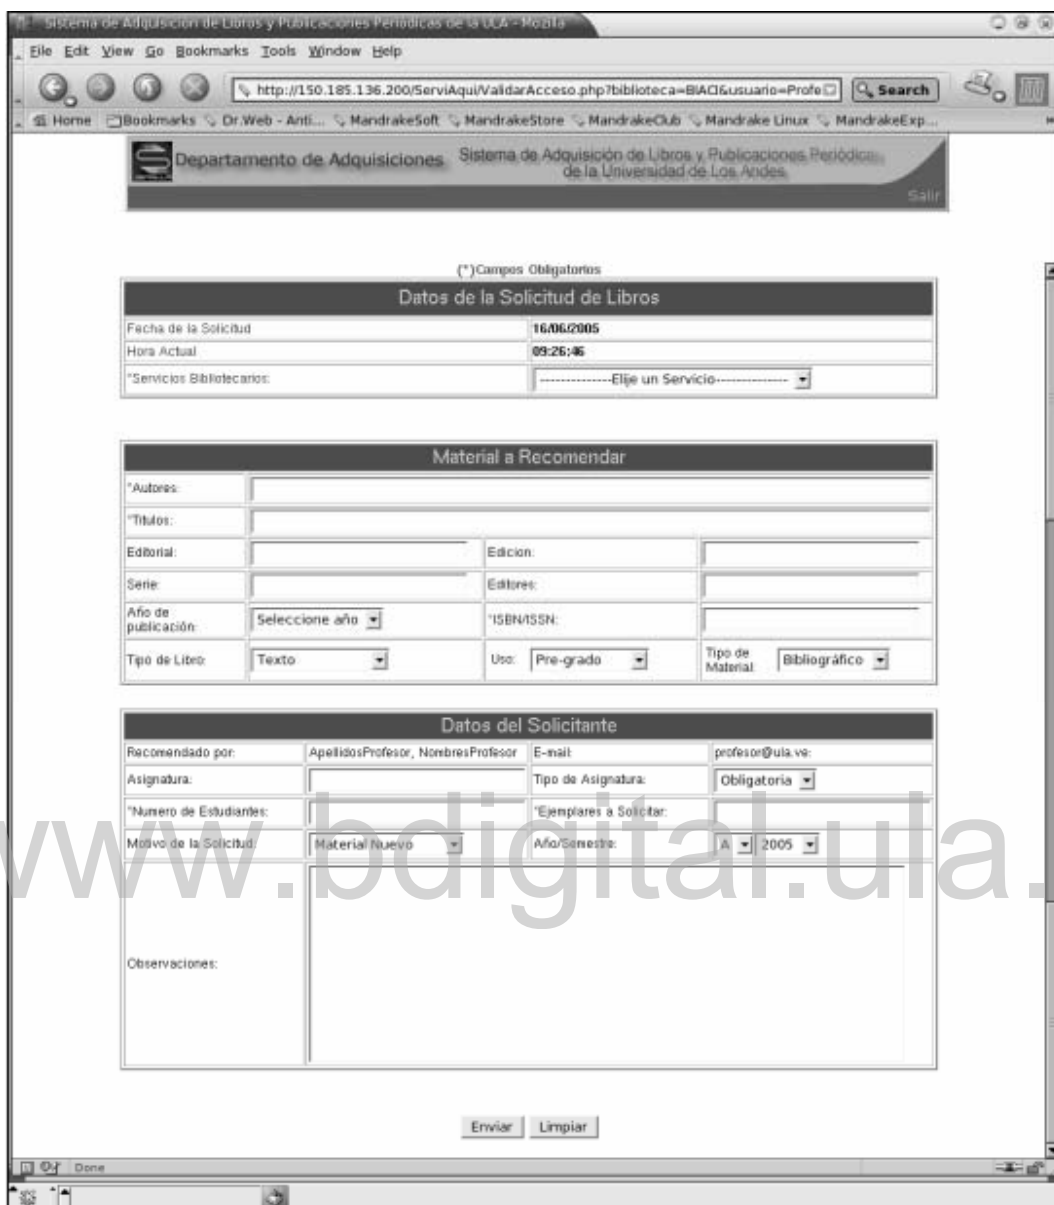 Sistema de Adquisición de Libros y Publicaciones Periódicas de la ULA - Mozilla
File Edit View Go Bookmarks Tools Window Help
http://150.185.136.200/ServiAqui/ValidarAcceso.php?biblioteca=BIACI&usuario=Profe Search
Home Bookmarks Dr.Web - Anti... MandrakeSoft MandrakeStore MandrakeClub Mandrake Linux MandrakeExp...
Departamento de Adquisiciones Sistema de Adquisición de Libros y Publicaciones Periódicas
de la Universidad de Los Andes
Salir
(*)Campos Obligatorios
Datos de la Solicitud de Libros
Fecha de la Solicitud 16/06/2005
Hora Actual 09:26:46
*Servicios Bibliotecarios: ---------------Elije un Servicio---------------
Material a Recomendar
*Autores:
*Titulos:
Editorial: Edicion:
Serie: Editores:
Año de publicación: Seleccione año *ISBN/ISSN:
Tipo de Libro: Texto Uso: Pre-grado Tipo de Material: Bibliográfico
Datos del Solicitante
Recomendado por: ApellidosProfesor, NombresProfesor E-mail: profesor@ula.ve:
Asignatura: Tipo de Asignatura: Obligatoria
*Numero de Estudiantes: *Ejemplares a Solicitar:
Motivo de la Solicitud: Material Nuevo Año/Semestre: A 2005
www.bdigital.ula.
Observaciones:
Enviar Limpiar
Done